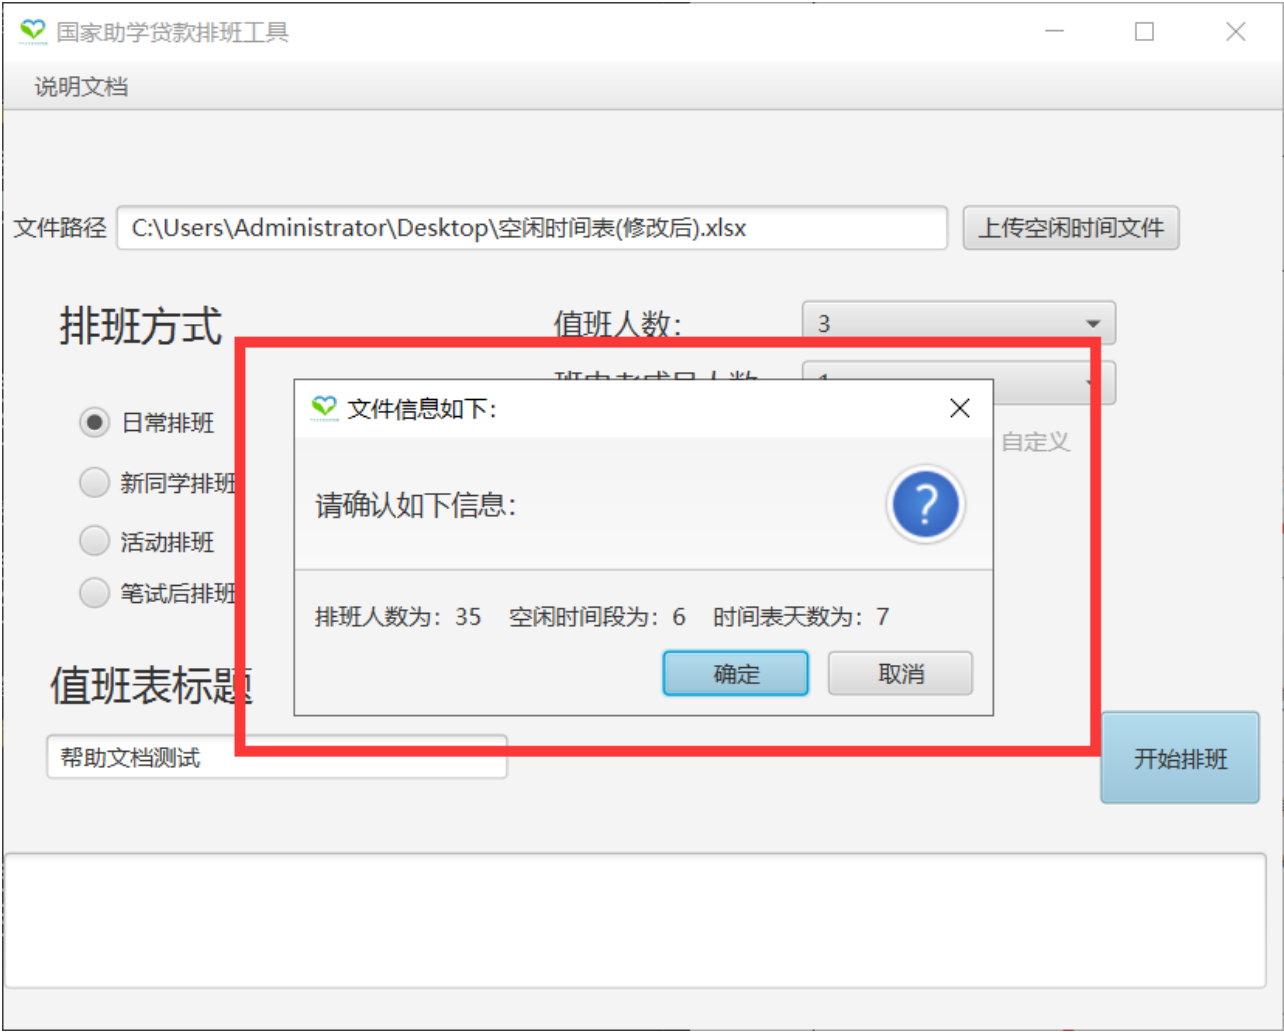 国家助学贷款排班工具
说明文档
文件路径 C:\Users\Administrator\Desktop\空闲时间表(修改后).xlsx 上传空闲时间文件
排班方式 值班人数： 3
文件信息如下：
日常排班 自定义
新同学排班
请确认如下信息：
活动排班
笔试后排班
排班人数为：35 空闲时间段为：6 时间表天数为：7
确定 取消
值班表标题
帮助文档测试 开始排班